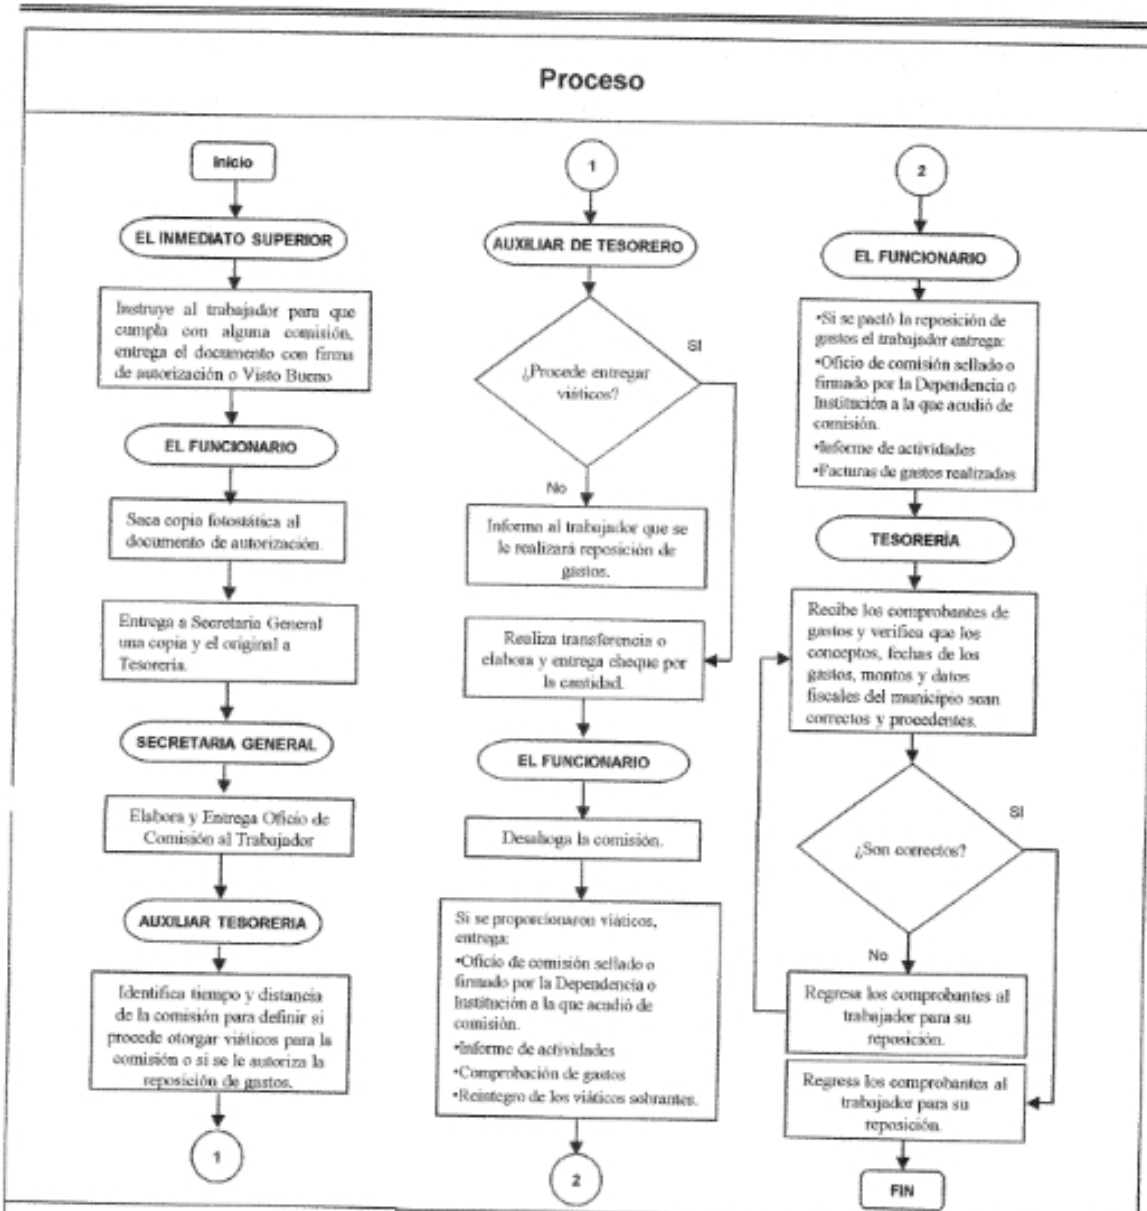 Proceso
Inicio
EL INMEDIATO SUPERIOR
Instruye al trabajador para que
cumpla con alguna comisión,
entrega el documento con firma
de autorización o Visto Bueno
EL FUNCIONARIO
Saca copia fotostática al
documento de autorización.
Entrega a Secretaria General
una copia y el original a
Tesorería.
SECRETARIA GENERAL
Elabora y Entrega Oficio de
Comisión al Trabajador
AUXILIAR TESORERIA
Identifica tiempo y distancia
de la comisión para definir si
procede otorgar viáticos para la
comisión o si se le autoriza la
reposición de gastos.
1
1
AUXILIAR DE TESORERO
¿Procede entregar
viáticos?
SI
No
Informa al trabajador que se
le realizará reposición de
gastos.
Realiza transferencia o
elabora y entrega cheque por
la cantidad.
EL FUNCIONARIO
Desahoga la comisión.
Si se proporcionaron viáticos,
entrega:
•Oficio de comisión sellado o
firmado por la Dependencia o
Institución a la que acudió de
comisión.
•Informe de actividades
•Comprobación de gastos
•Reintegro de los viáticos sobrantes.
2
2
EL FUNCIONARIO
•Si se pactó la reposición de
gastos el trabajador entrega:
•Oficio de comisión sellado o
firmado por la Dependencia o
Institución a la que acudió de
comisión.
•Informe de actividades
•Facturas de gastos realizados
TESORERÍA
Recibe los comprobantes de
gastos y verifica que los
conceptos, fechas de los
gastos, montos y datos
fiscales del municipio sean
correctos y procedentes.
¿Son correctos?
SI
No
Regresa los comprobantes al
trabajador para su
reposición.
Regresa los comprobantes al
trabajador para su
reposición.
FIN